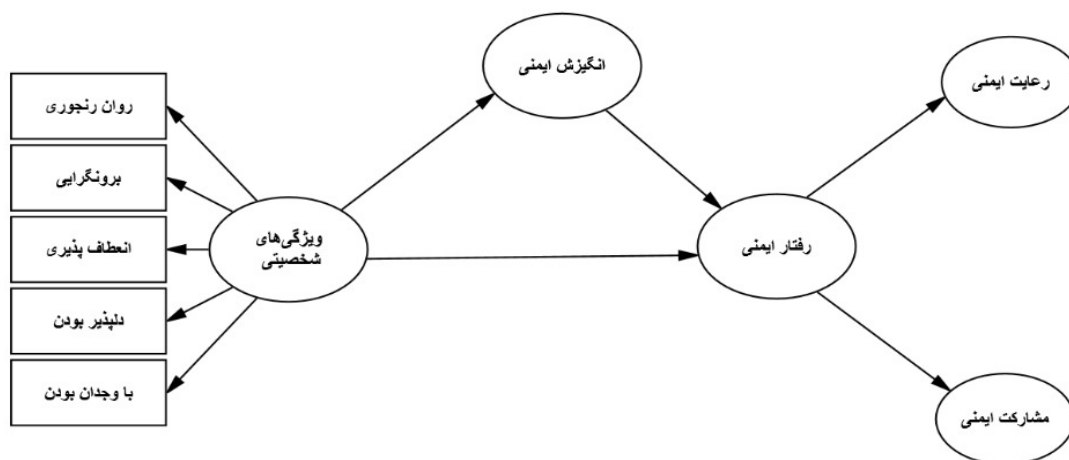 انگیزش ایمنی
رعایت ایمنی
روان رنجوری
برونگرایی
انعطاف پذیری
دلپذیر بودن
با وجدان بودن
ویژگی‌های
شخصیتی
رفتار ایمنی
مشارکت ایمنی